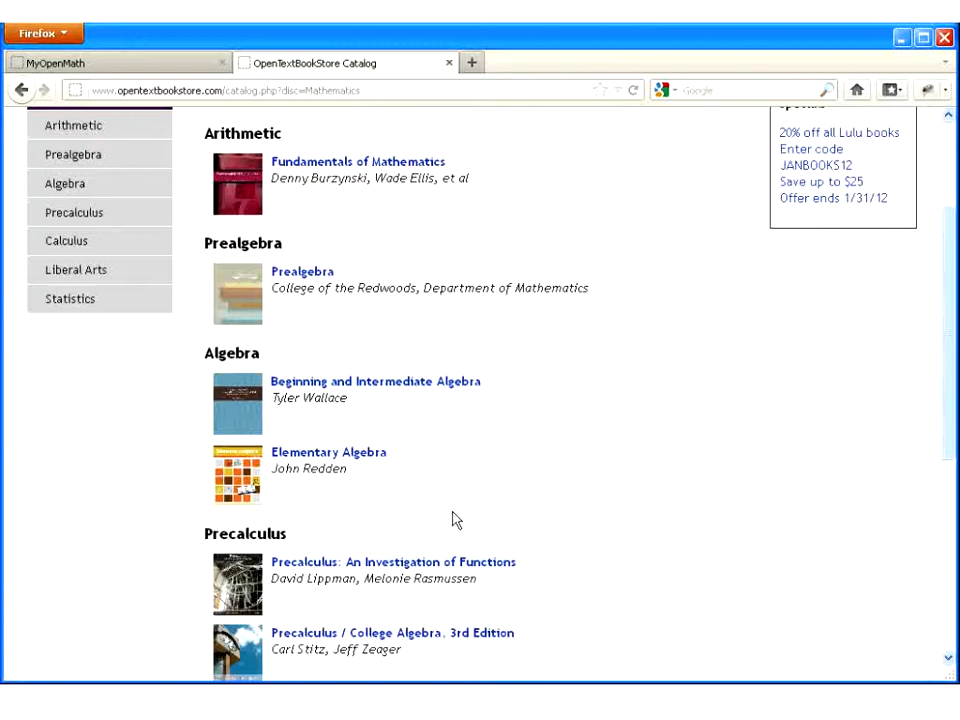 Firefox
MyOpenMath
OpenTextBookStore Catalog
www.opentextbookstore.com/catalog.php?disc=Mathematics
Google
Arithmetic
Prealgebra
Algebra
Precalculus
Calculus
Liberal Arts
Statistics
Arithmetic
Fundamentals of Mathematics
Denny Burzynski, Wade Ellis, et al
Prealgebra
Prealgebra
College of the Redwoods, Department of Mathematics
Algebra
Beginning and Intermediate Algebra
Tyler Wallace
Elementary Algebra
John Redden
Precalculus
Precalculus: An Investigation of Functions
David Lippman, Melonie Rasmussen
Precalculus / College Algebra, 3rd Edition
Carl Stitz, Jeff Zeager
20% off all Lulu books
Enter code
JANBOOKS12
Save up to $25
Offer ends 1/31/12